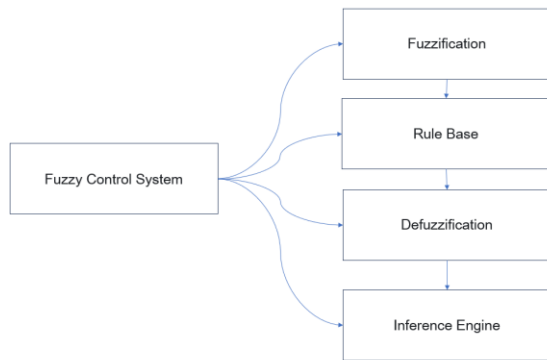 Fuzzification
Rule Base
Fuzzy Control System
Defuzzification
Inference Engine